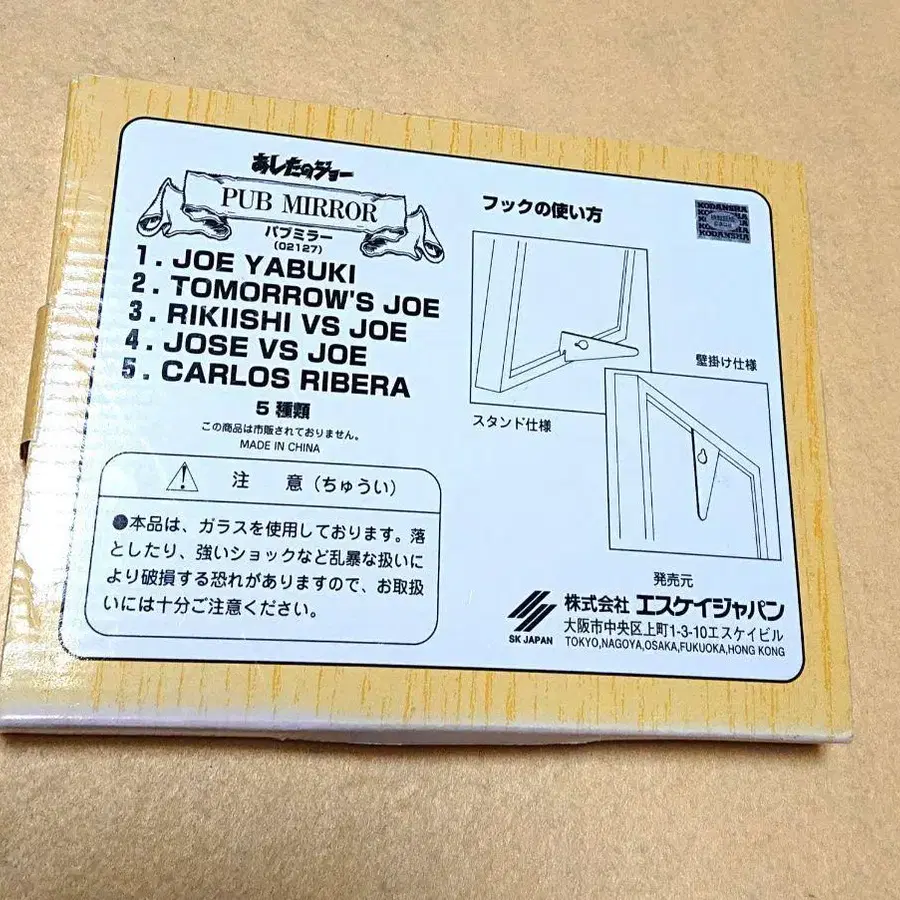 あしたのジョー
PUB MIRROR
パブミラー
(02127)
1. JOE YABUKI
2. TOMORROW'S JOE
3. RIKIISHI VS JOE
4. JOSE VS JOE
5. CARLOS RIBERA
5 種類
この商品は市販されておりません。
MADE IN CHINA
注 意 (ちゅうい)
●本品は、ガラスを使用しております。落
としたり、強いショックなど乱暴な扱いに
より破損する恐れがありますので、お取扱
いには十分ご注意ください。
フックの使い方
KODANSHA
KODANSHA
スタンド仕様
壁掛け仕様
発売元
SK JAPAN
株式会社 エスケイジャパン
大阪市中央区上町1-3-10エスケイビル
TOKYO,NAGOYA,OSAKA,FUKUOKA,HONG KONG